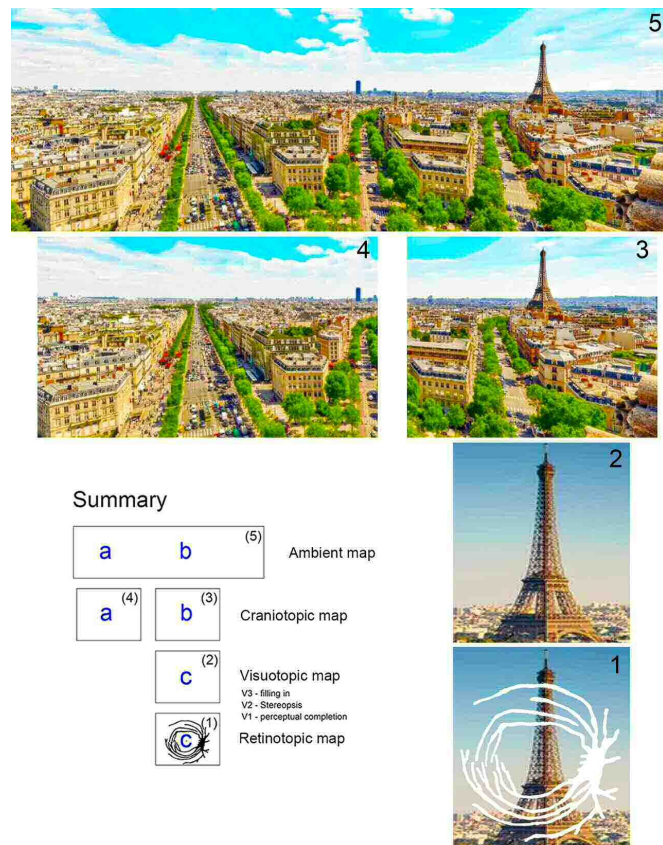 5
4
3
2
1
Summary
a b (5) Ambient map
a (4) b (3) Craniotopic map
c (2) Visuotopic map
V3 - filling in
V2 - Stereopsis
V1 - perceptual completion
c (1) Retinotopic map